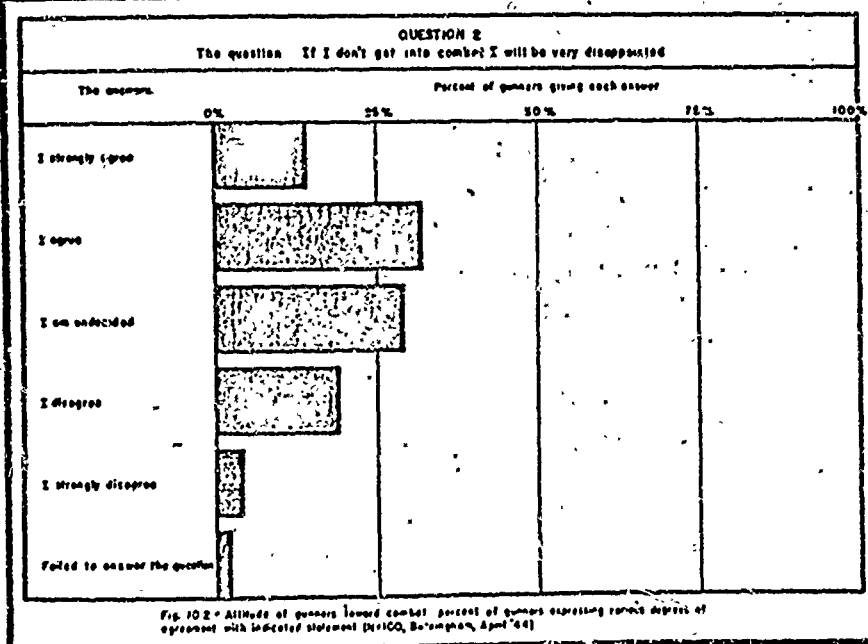 QUESTION 2
The question If I don't get into combat I will be very disappointed
The answers. Percent of gunners giving each answer
0% 25% 50% 75% 100%
I strongly agree
I agree
I am undecided
I disagree
I strongly disagree
Failed to answer the question
Fig. 10.2 - Attitude of gunners toward combat: percent of gunners expressing various degrees of
agreement with indicated statement April '44)